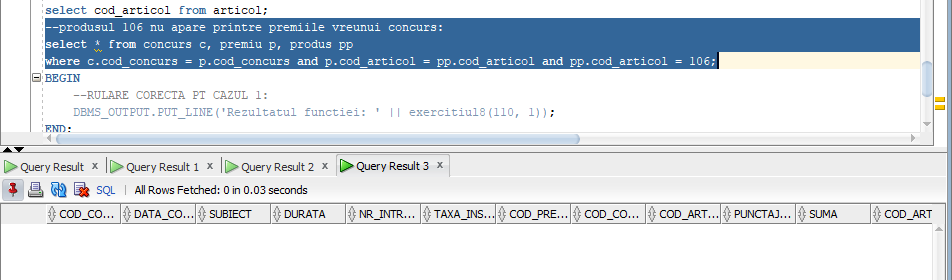 select cod_articol from articol;
--produsul 106 nu apare printre premiile vreunui concurs:
select * from concurs c, premiu p, produs pp
where c.cod_concurs = p.cod_concurs and p.cod_articol = pp.cod_articol and pp.cod_articol = 106;
BEGIN
--RULARE CORECTA PT CAZUL 1:
DBMS_OUTPUT.PUT_LINE('Rezultatul functiei: ' || exercitiul8(110, 1));
END;
Query Result x Query Result 1 x Query Result 2 x Query Result 3 x
SQL | All Rows Fetched: 0 in 0.03 seconds
COD_CO... DATA_CO... SUBIECT DURATA NR_INTR... TAXA_INS... COD_PRE... COD_CO... COD_ART... PUNCTAJ... SUMA COD_ART